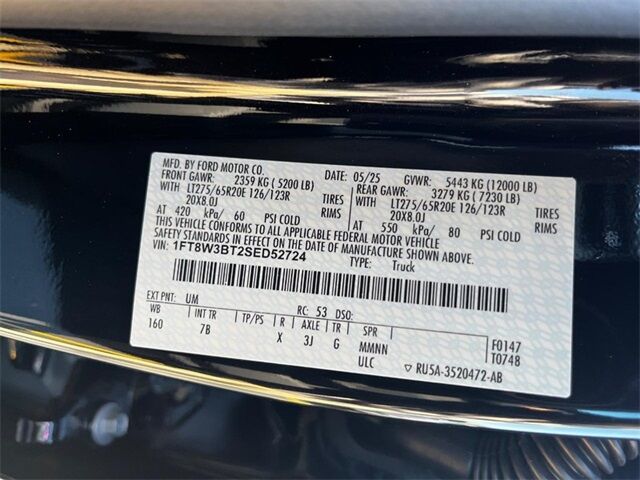 MFD. BY FORD MOTOR CO.
05/25 GVWR: 5443 KG (12000 LB)
FRONT GAWR: 2359 KG ( 5200 LB)
REAR GAWR: 3279 KG ( 7230 LB)
WITH LT275/65R20E 126/123R TIRES
WITH LT275/65R20E 126/123R TIRES
20X8.0J RIMS
20X8.0J RIMS
AT 420 kPa/ 60 PSI COLD
AT 550 kPa/ 80 PSI COLD
THIS VEHICLE CONFORMS TO ALL APPLICABLE FEDERAL MOTOR VEHICLE
SAFETY STANDARDS IN EFFECT ON THE DATE OF MANUFACTURE SHOWN ABOVE.
VIN: 1FT8W3BT2SED52724
TYPE: Truck
EXT PNT: UM RC: 53 DSO:
WB INT TR TP/PS R AXLE TR SPR F0147
160 7B X 3J G MMNN T0748
ULC RU5A-3520472-AB